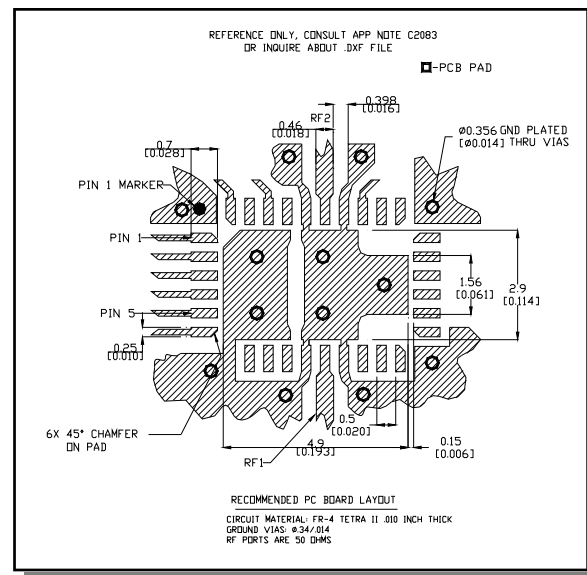 REFERENCE ONLY, CONSULT APP NOTE C2083
OR INQUIRE ABOUT .DXF FILE
-PCB PAD
0.398
[0.016]
RF2
0.46
[0.018]
Ø0.356 GND PLATED
[Ø0.014] THRU VIAS
0.7
[0.028]
PIN 1 MARKER
PIN 1
1.56
[0.061]
2.9
[0.114]
PIN 5
0.25
[0.010]
0.5
[0.020]
6X 45° CHAMFER
ON PAD
4.9
[0.193]
0.15
[0.006]
RF1
RECOMMENDED PC BOARD LAYOUT
CIRCUIT MATERIAL: FR-4 TETRA II .010 INCH THICK
GROUND VIAS: ø.34/.014
RF PORTS ARE 50 OHMS